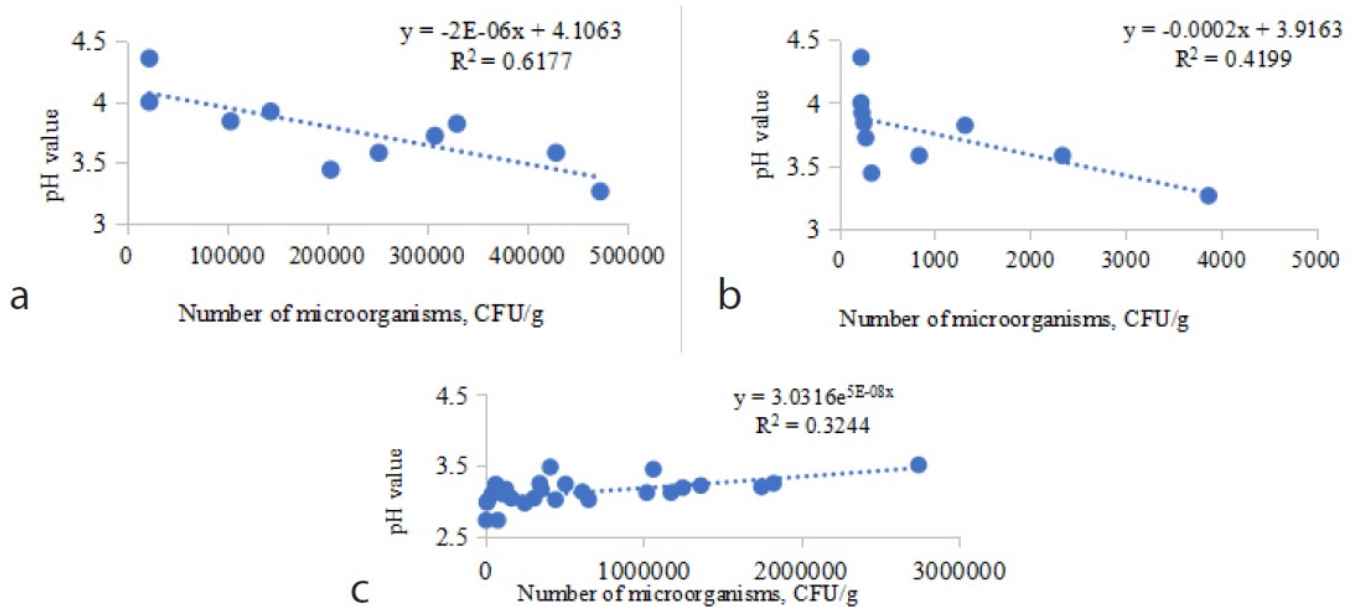 y = -2E-06x + 4.1063
R² = 0.6177
4.5
4
3.5
3
pH value
0 100000 200000 300000 400000 500000
Number of microorganisms, CFU/g
a
y = -0.0002x + 3.9163
R² = 0.4199
4.5
4
3.5
3
pH value
0 1000 2000 3000 4000 5000
Number of microorganisms, CFU/g
b
y = 3.0316e^5E-08x
R² = 0.3244
4.5
3.5
2.5
pH value
0 1000000 2000000 3000000
Number of microorganisms, CFU/g
c